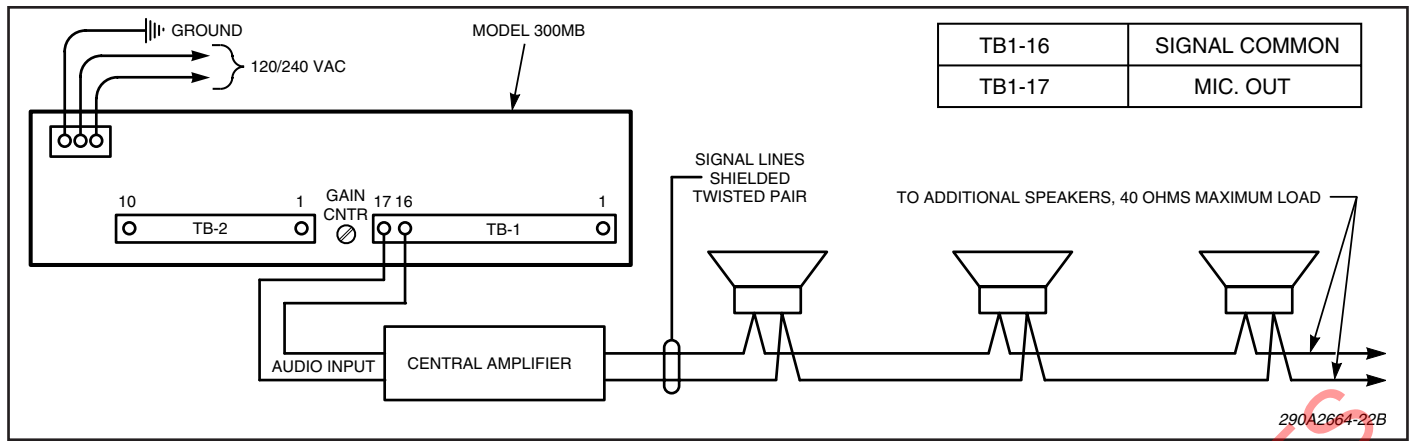 GROUND
120/240 VAC
MODEL 300MB
TB1-16 SIGNAL COMMON
TB1-17 MIC. OUT
10 1
TB-2
GAIN
CNTR
17 16 1
TB-1
SIGNAL LINES
SHIELDED
TWISTED PAIR
TO ADDITIONAL SPEAKERS, 40 OHMS MAXIMUM LOAD
AUDIO INPUT
CENTRAL AMPLIFIER
290A2664-22B